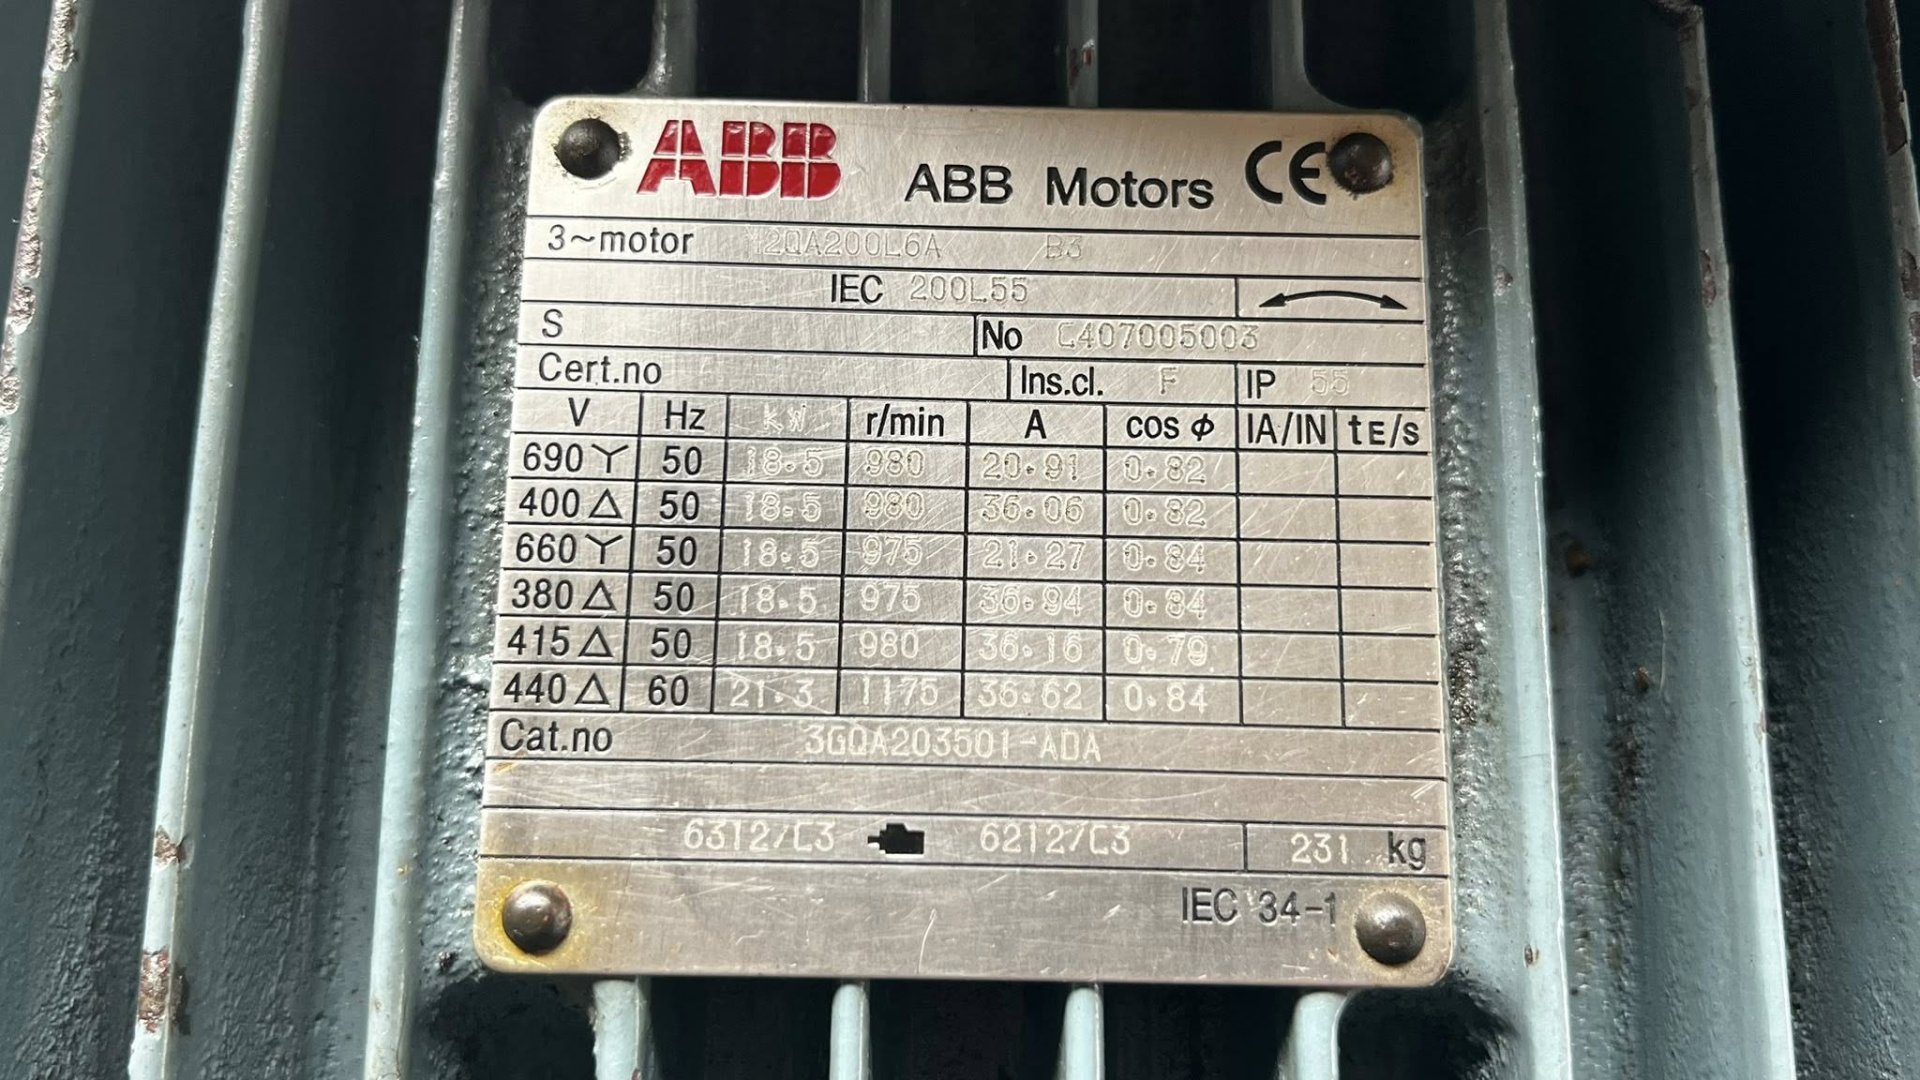 ABB ABB Motors CE
3~motor M2QA200L6A B3
IEC 200L55
S No C407005003
Cert.no Ins.cl. F IP 55
V Hz kW r/min A cos φ IA/IN tE/s
690 Y 50 18.5 980 20.91 0.82
400 △ 50 18.5 980 36.06 0.82
660 Y 50 18.5 975 21.27 0.84
380 △ 50 18.5 975 36.94 0.84
415 △ 50 18.5 980 36.16 0.79
440 △ 60 21.3 1175 36.62 0.84
Cat.no 3GQA203501-ADA
6312/C3 6212/C3 231 kg
IEC 34-1